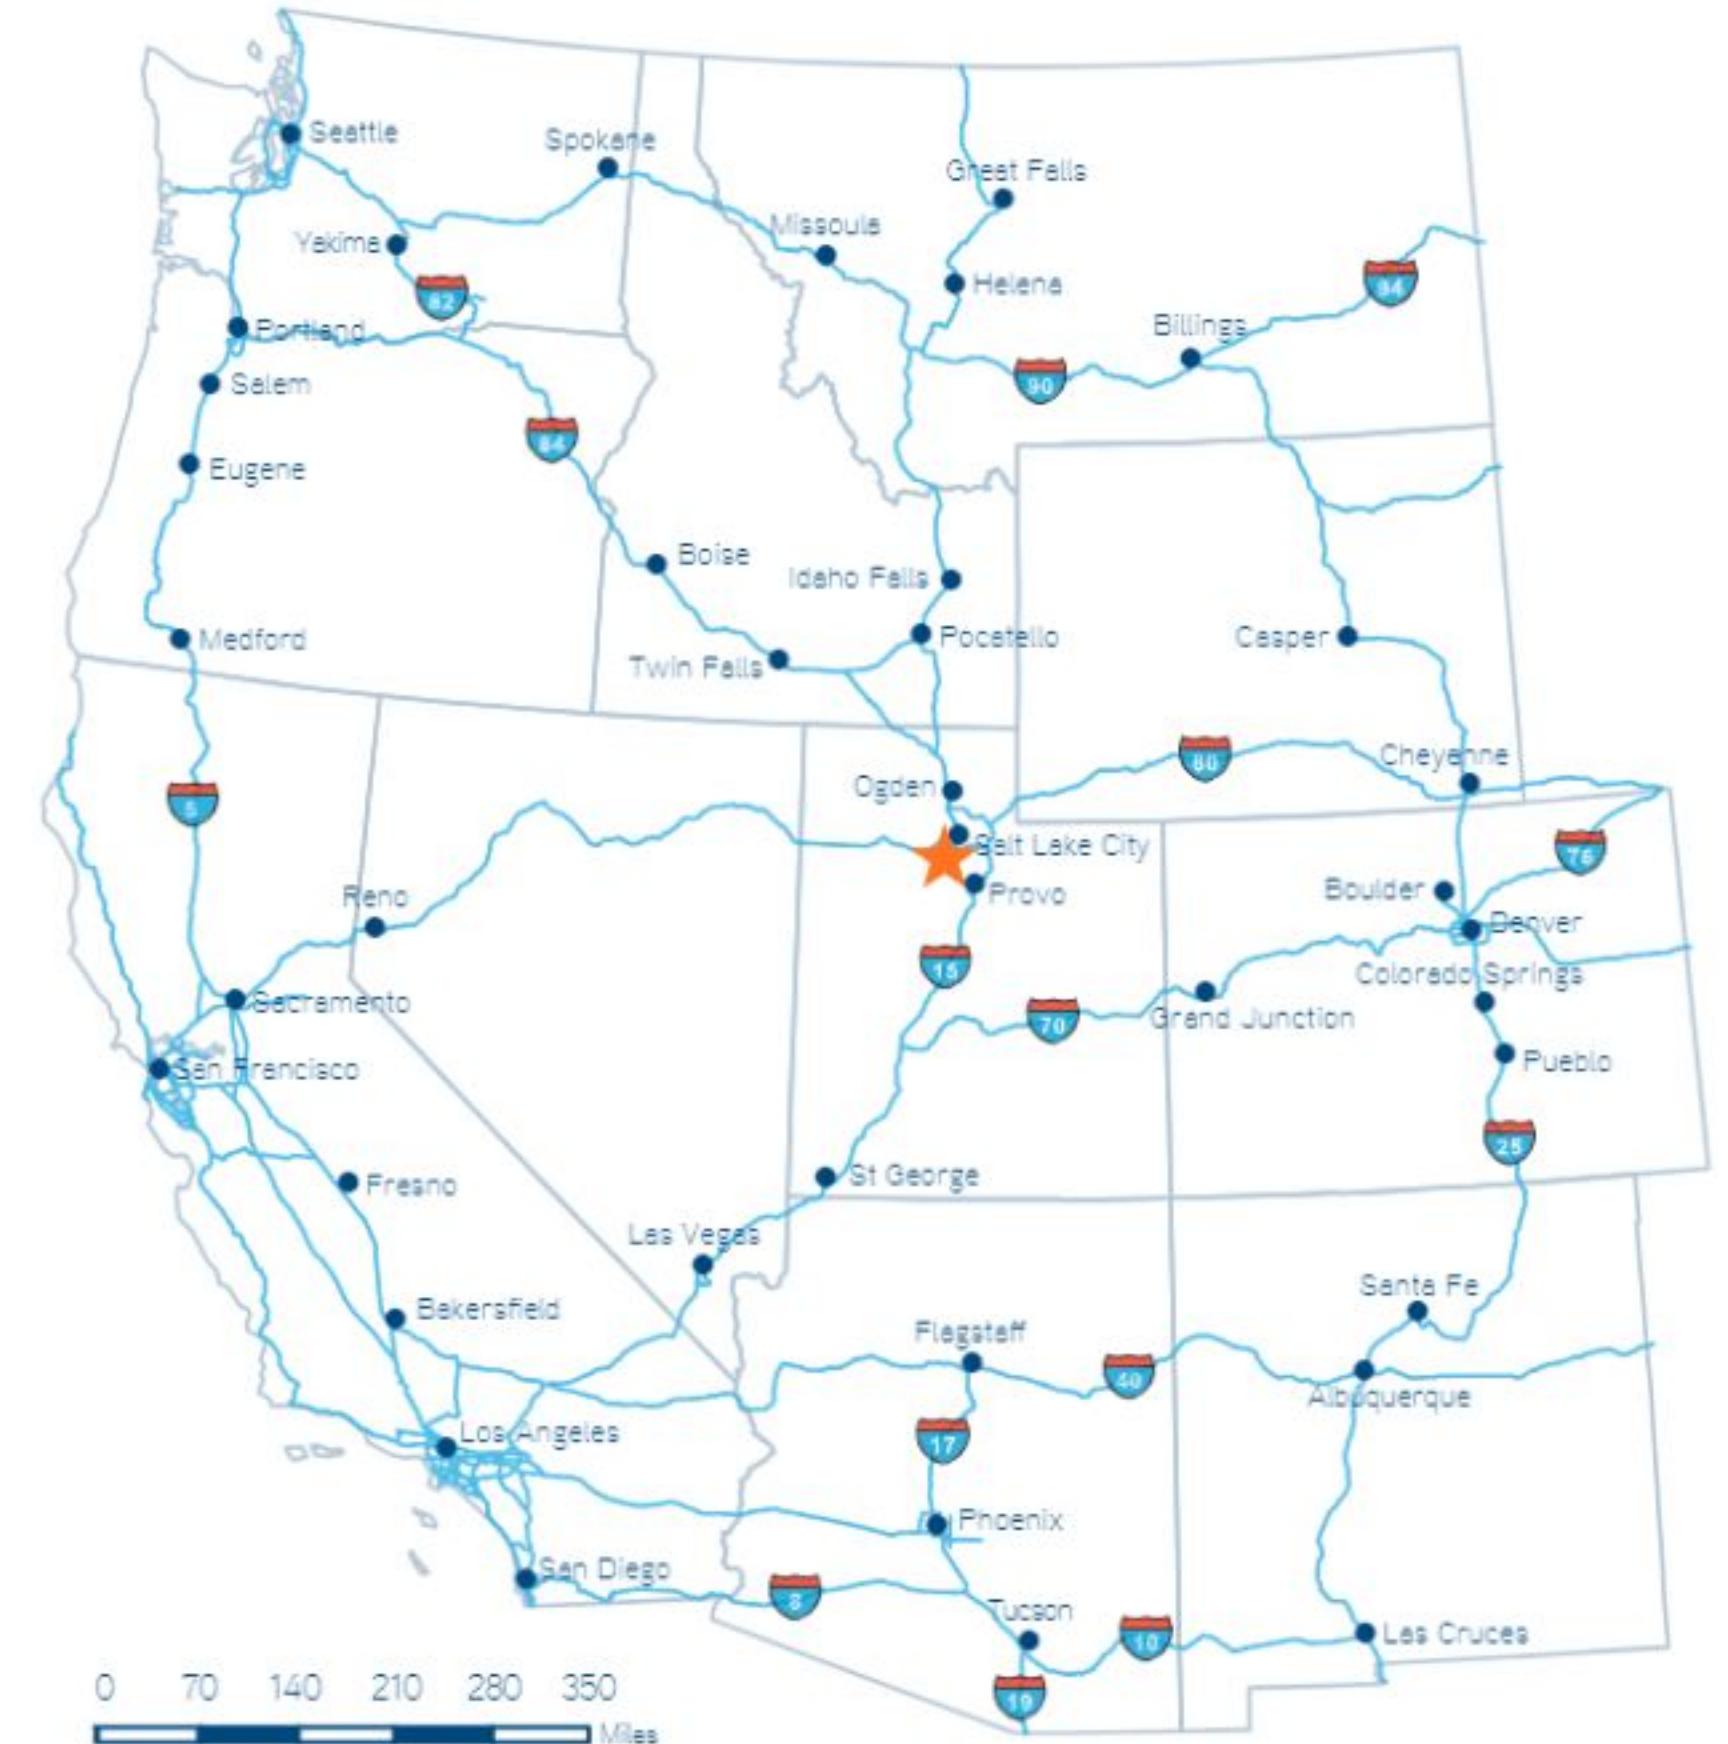 Seattle
Spokane
Great Falls
Missoula
Yakima
Helena
82
94
Portland
Billings
Salem
90
84
Eugene
Boise
Idaho Falls
Medford
Pocatello
Casper
Twin Falls
80
Cheyenne
Ogden
5
Salt Lake City
76
Reno
Provo
Boulder
Denver
15
Colorado Springs
Sacramento
70
Grand Junction
San Francisco
Pueblo
25
Fresno
St George
Las Vegas
Santa Fe
Bakersfield
Flagstaff
40
Albuquerque
Los Angeles
17
Phoenix
San Diego
8
Tucson
10
Las Cruces
19
0 70 140 210 280 350
Miles